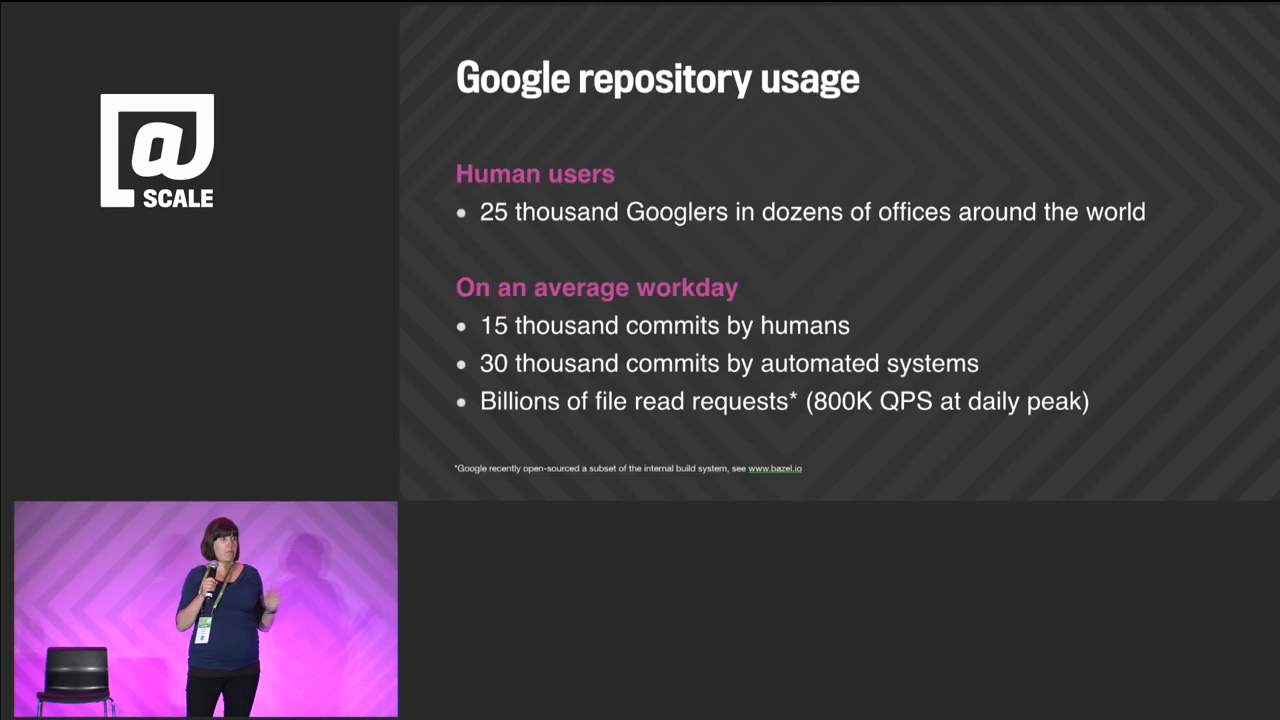 @
SCALE
Google repository usage
Human users
25 thousand Googlers in dozens of offices around the world
On an average workday
15 thousand commits by humans
30 thousand commits by automated systems
Billions of file read requests* (800K QPS at daily peak)
*Google recently open-sourced a subset of the internal build system, see www.bazel.io